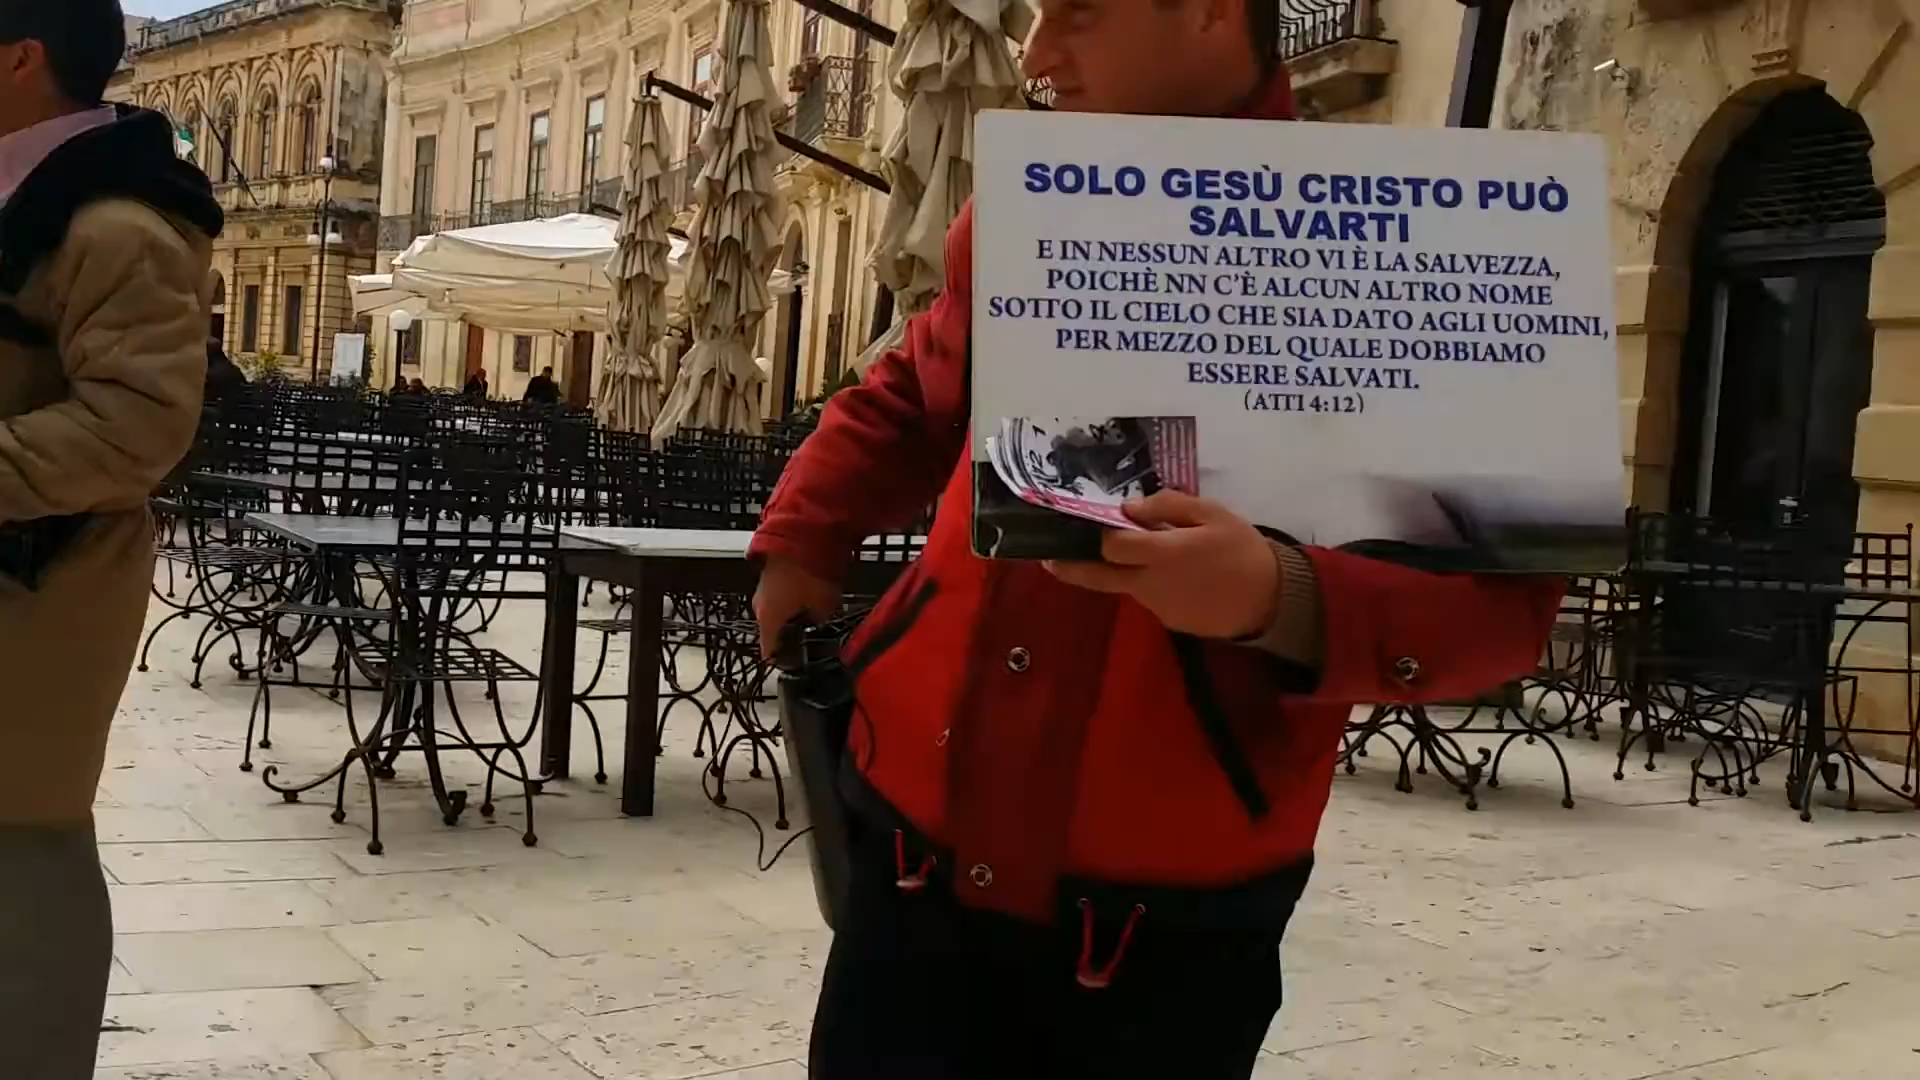 SOLO GESÙ CRISTO PUÒ
SALVARTI
E IN NESSUN ALTRO VI È LA SALVEZZA,
POICHÈ NN C'È ALCUN ALTRO NOME
SOTTO IL CIELO CHE SIA DATO AGLI UOMINI,
PER MEZZO DEL QUALE DOBBIAMO
ESSERE SALVATI.
(ATTI 4:12)